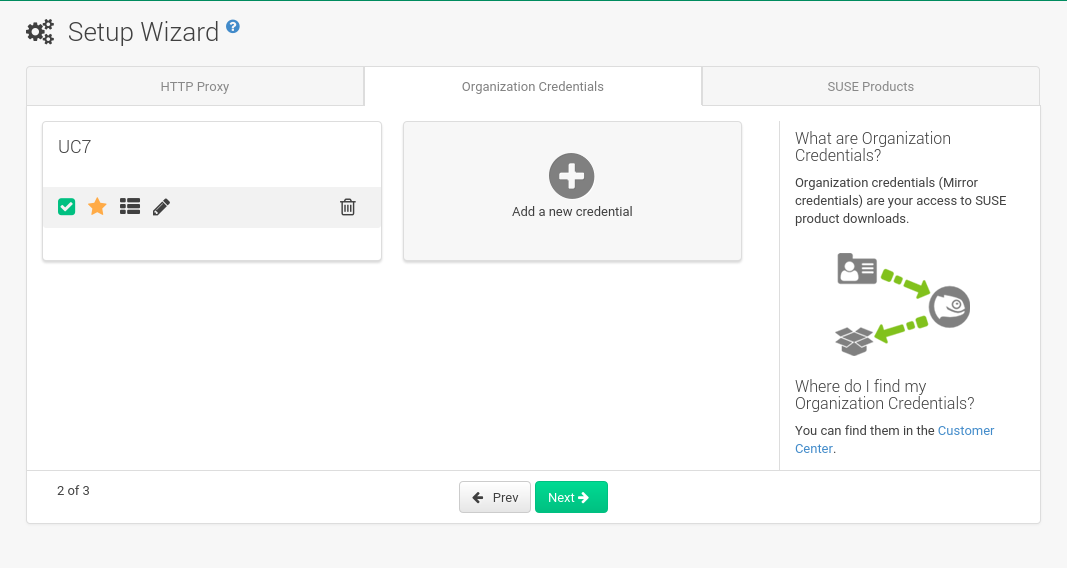 Setup Wizard
HTTP Proxy
Organization Credentials
SUSE Products
UC7
Add a new credential
What are Organization
Credentials?
Organization credentials (Mirror
credentials) are your access to SUSE
product downloads.
Where do I find my
Organization Credentials?
You can find them in the Customer
Center.
2 of 3
Prev
Next